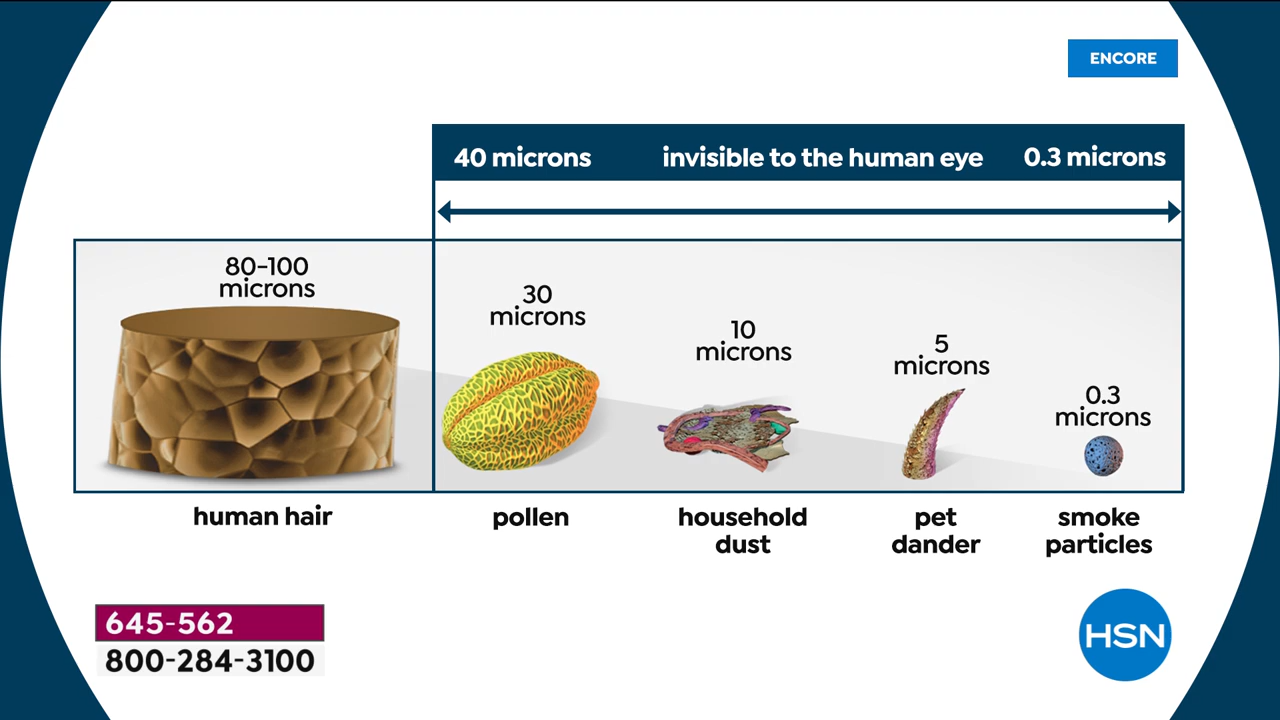 ENCORE
40 microns invisible to the human eye 0.3 microns
80-100
microns
30
microns
10
microns
5
microns
0.3
microns
human hair
pollen
household
dust
pet
dander
smoke
particles
645-562
800-284-3100
HSN